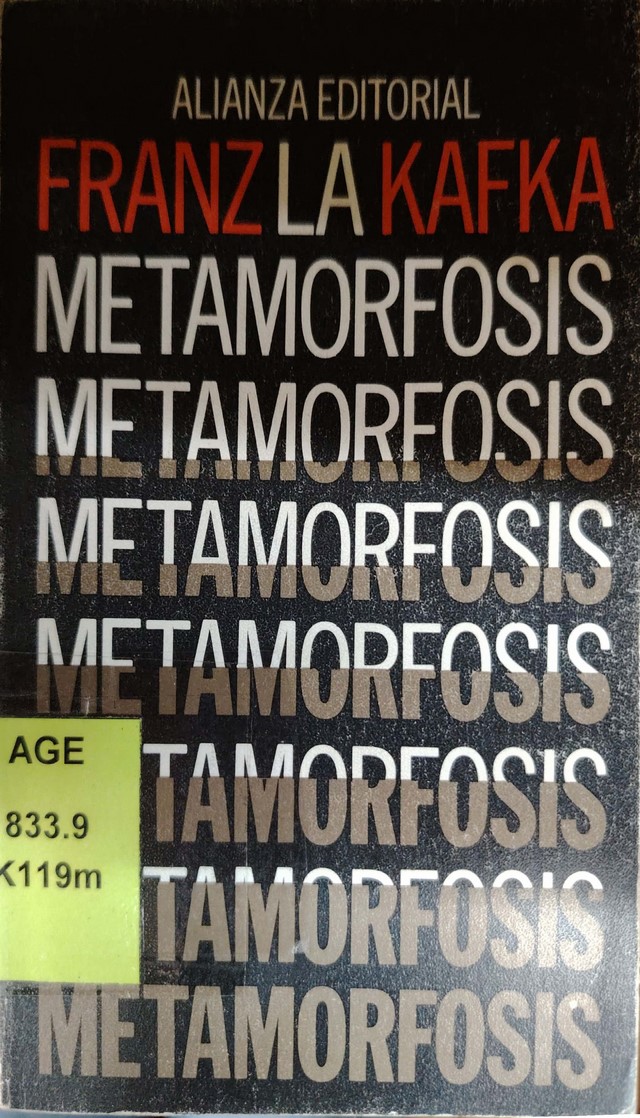 ALIANZA EDITORIAL
FRANZ LA KAFKA
METAMORFOSIS
METAMORFOSIS
METAMORFOSIS
METAMORFOSIS
TAMORFOSIS
TAMORFOSIS
METAMORFOSIS
AGE
833.9
K119m